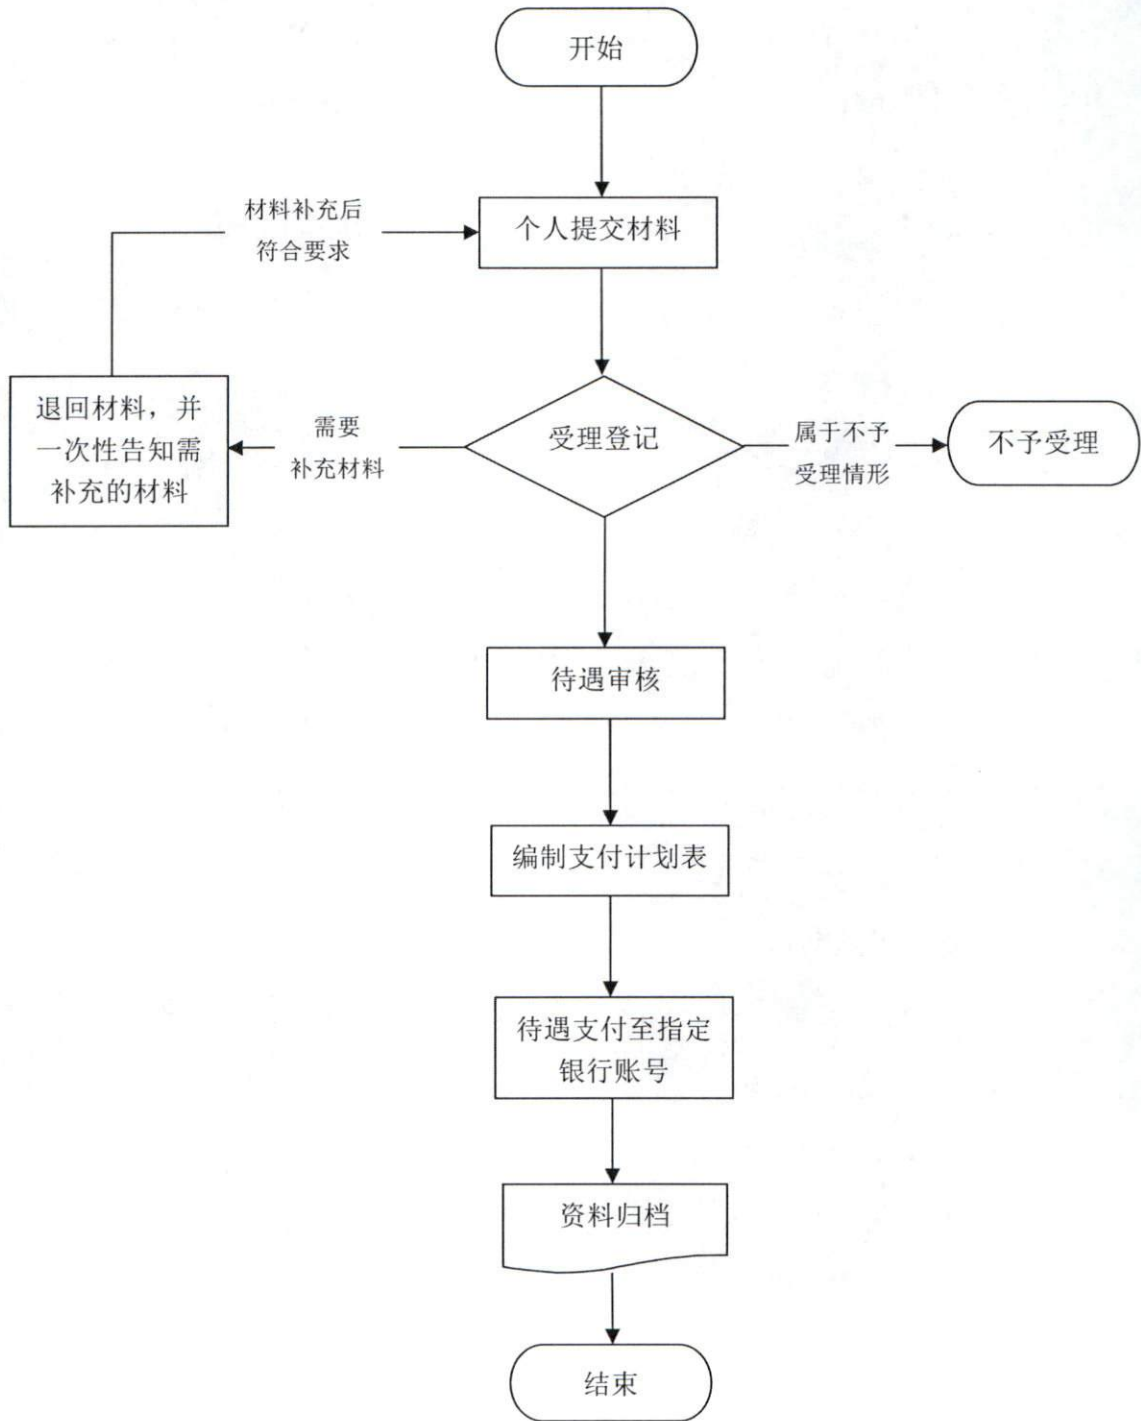 开始
材料补充后
符合要求
个人提交材料
退回材料，并
一次性告知需
补充的材料
需要
补充材料
受理登记
属于不予
受理情形
不予受理
待遇审核
编制支付计划表
待遇支付至指定
银行账号
资料归档
结束